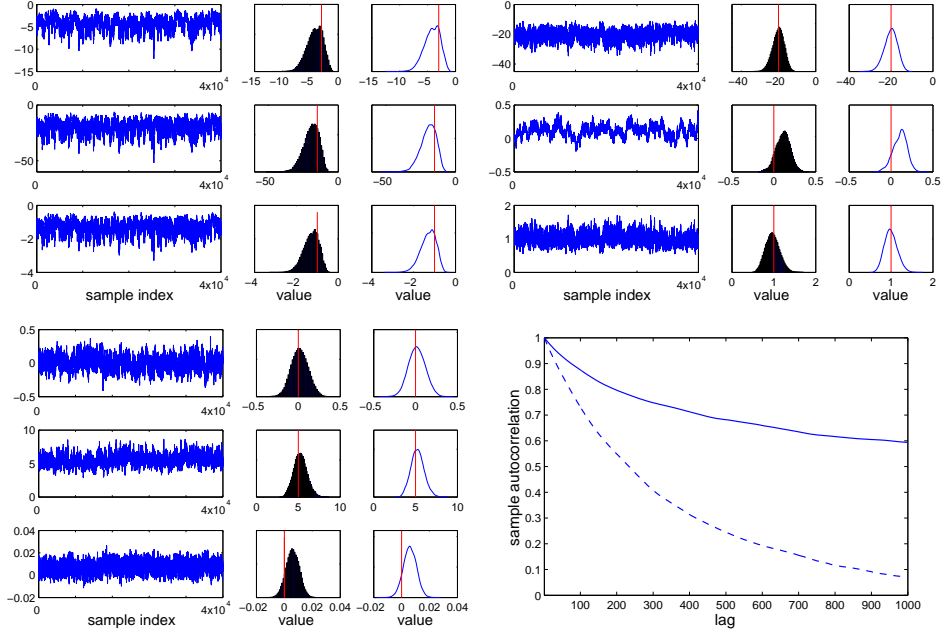 0
−5
−10
−15
0
4x10^4
−15 −10 −5 0
−15 −10 −5 0
0
−50
0
4x10^4
−50 0
−50 0
0
−2
−4
0
4x10^4
−4 −2 0
−4 −2 0
sample index
value
value
0
−20
−40
0
4x10^4
−40 −20 0
−40 −20 0
0.5
0
−0.5
0
4x10^4
−0.5 0 0.5
−0.5 0 0.5
2
1
0
0
4x10^4
0 1 2
0 1 2
sample index
value
value
0.5
0
−0.5
0
4x10^4
−0.5 0 0.5
−0.5 0 0.5
10
5
0
0
4x10^4
0 5 10
0 5 10
0.04
0.02
0
−0.02
0
4x10^4
−0.02 0 0.02 0.04
−0.02 0 0.02 0.04
sample index
value
value
1
0.9
0.8
0.7
0.6
0.5
0.4
0.3
0.2
0.1
0
sample autocorrelation
100 200 300 400 500 600 700 800 900 1000
lag